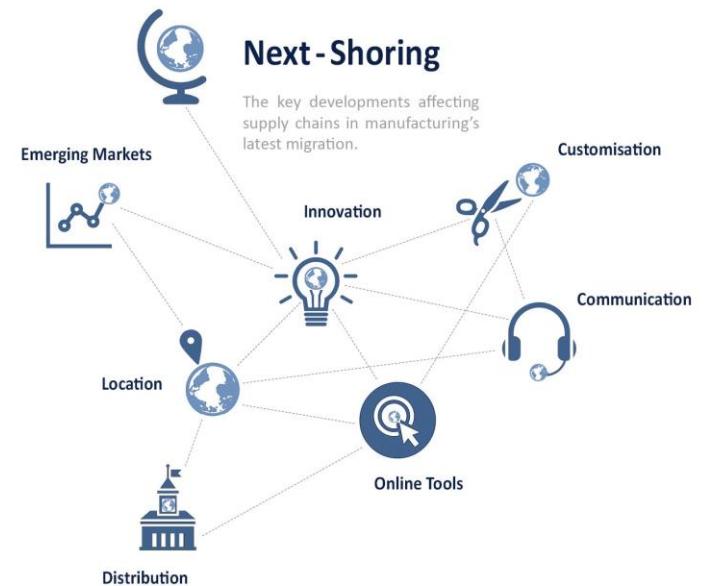 Next-Shoring
The key developments affecting
supply chains in manufacturing's
latest migration.
Emerging Markets
Customisation
Innovation
Communication
Location
Online Tools
Distribution